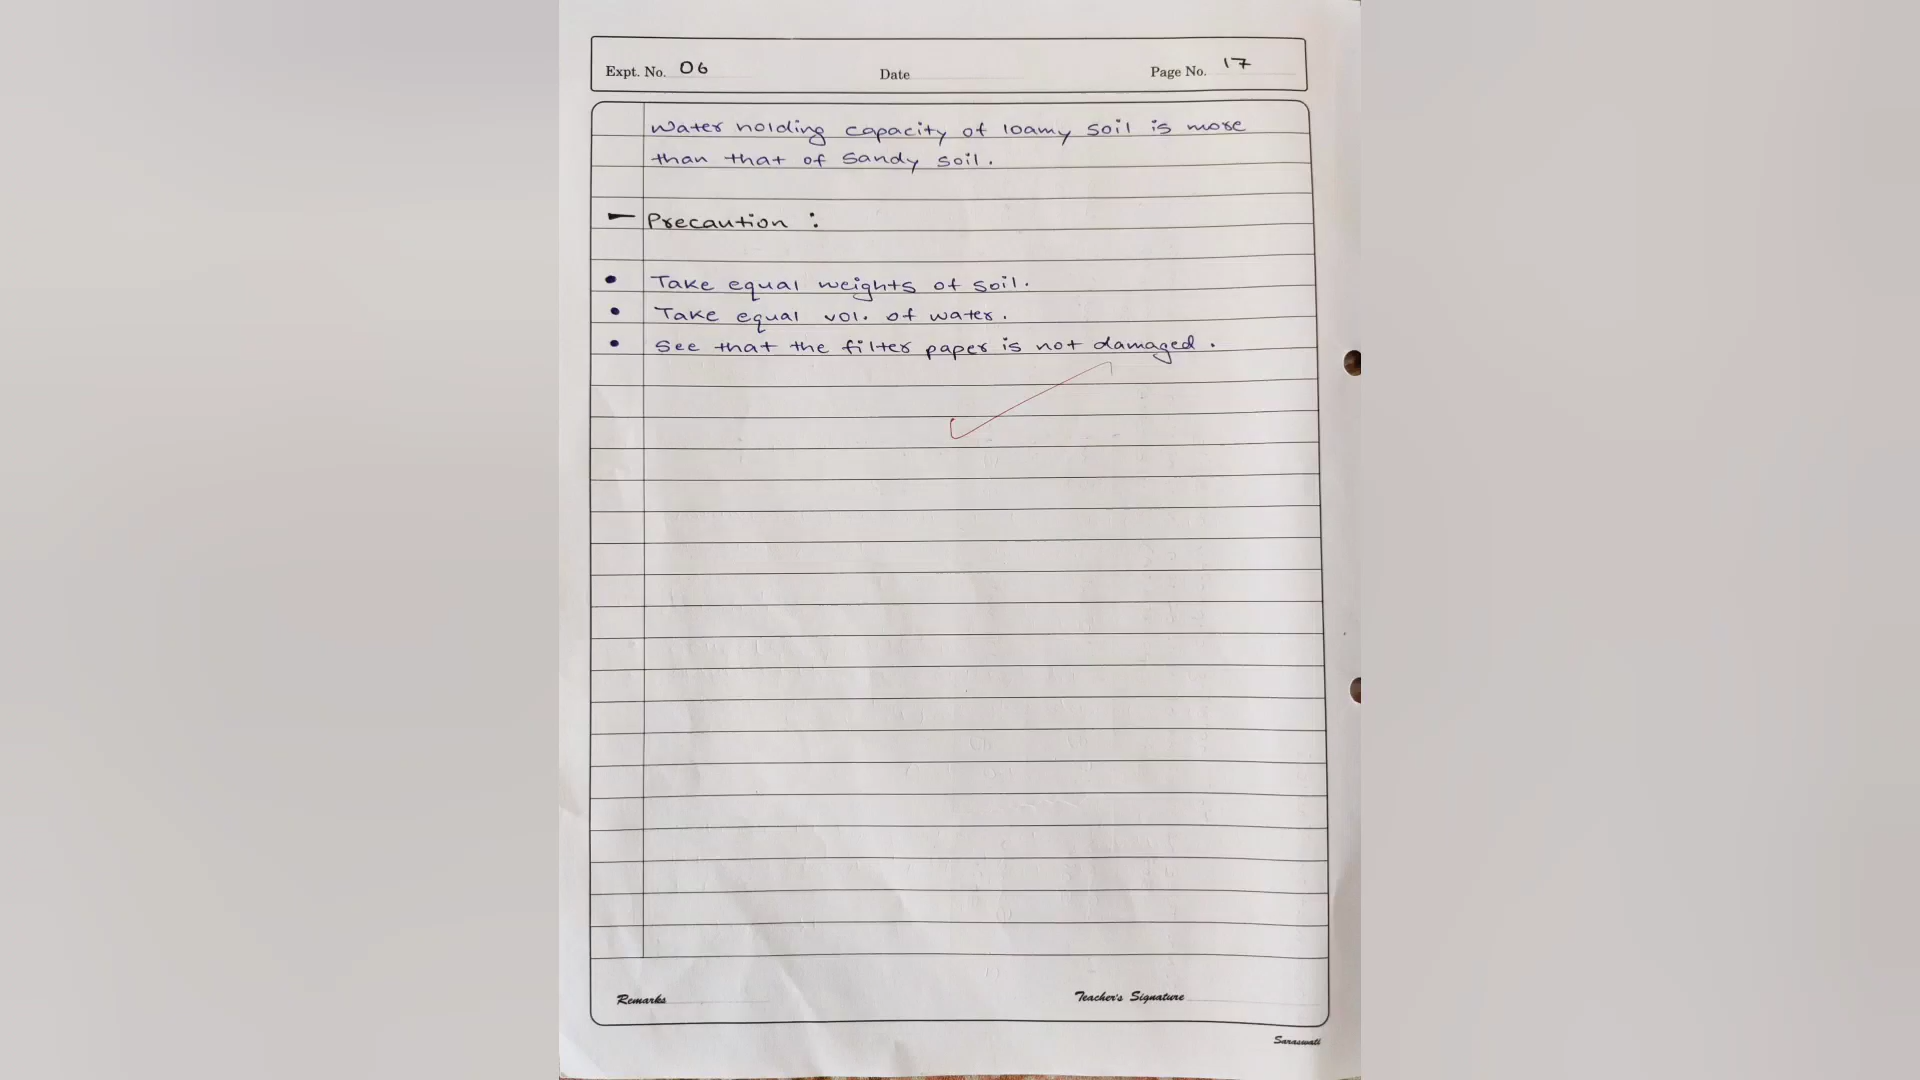 Expt. No. 06 Date Page No. 17
Water holding capacity of loamy soil is more
than that of sandy soil.
— Precaution :
• Take equal weights of soil.
• Take equal vol. of water.
• See that the filter paper is not damaged.
Remarks Teacher's Signature
Saraswati